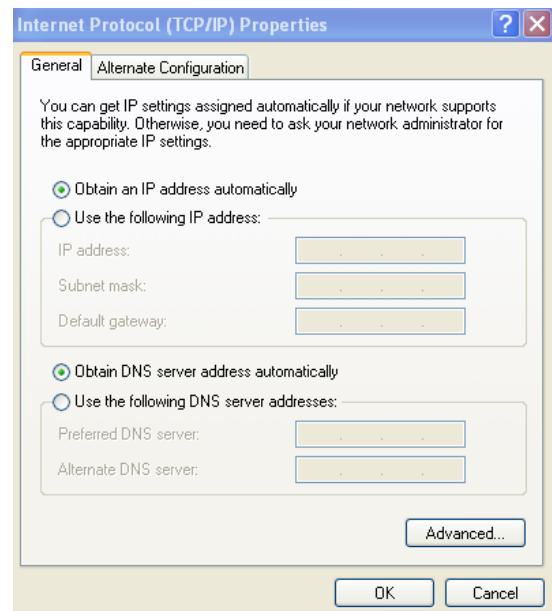 Internet Protocol (TCP/IP) Properties
General
Alternate Configuration
You can get IP settings assigned automatically if your network supports
this capability. Otherwise, you need to ask your network administrator for
the appropriate IP settings.
Obtain an IP address automatically
Use the following IP address:
IP address:
Subnet mask:
Default gateway:
Obtain DNS server address automatically
Use the following DNS server addresses:
Preferred DNS server:
Alternate DNS server:
Advanced...
OK
Cancel